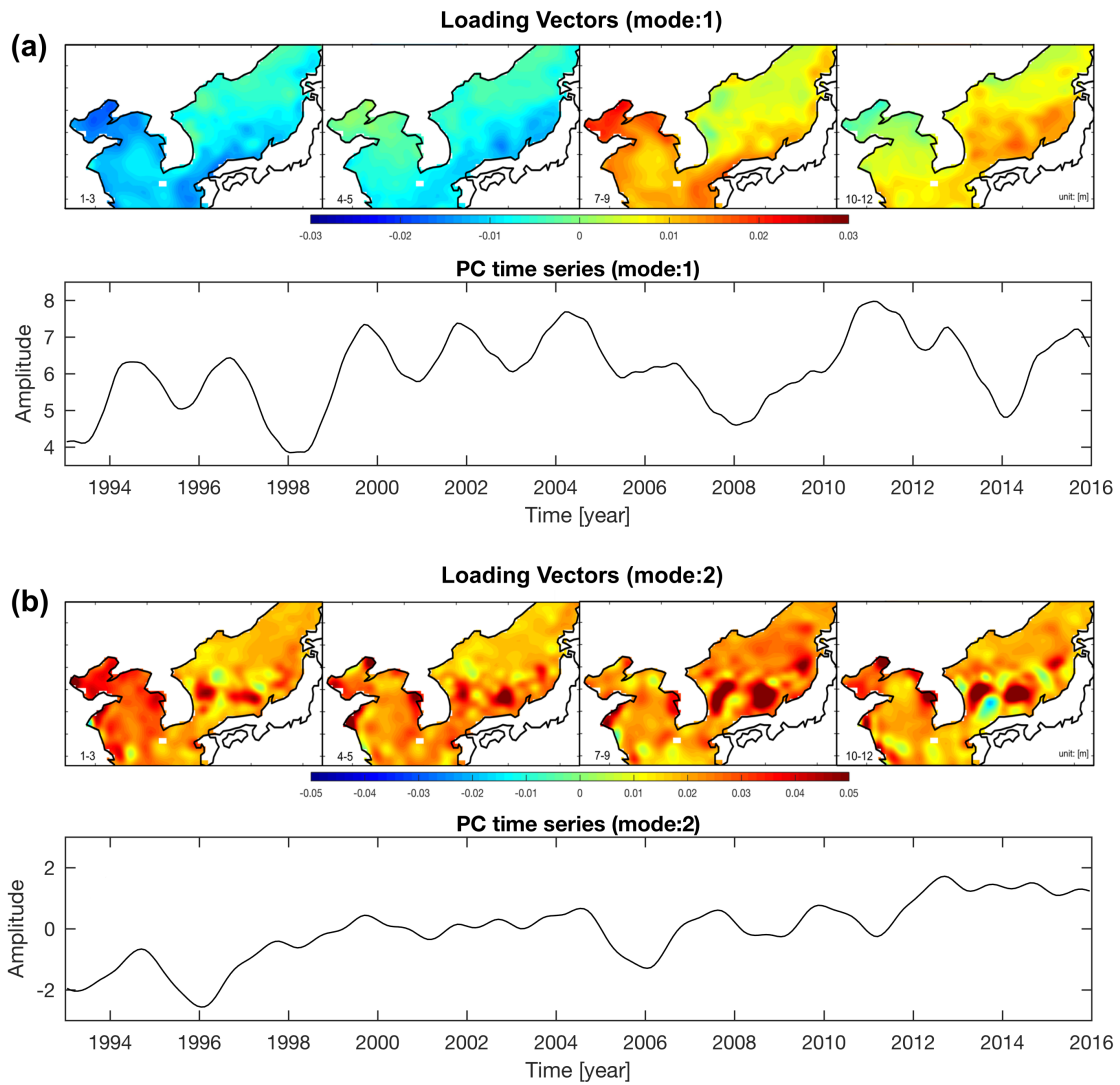 Loading Vectors (mode:1)
(a)
1-3
4-5
7-9
10-12
unit: [m]
-0.03 -0.02 -0.01 0 0.01 0.02 0.03
PC time series (mode:1)
8
7
6
5
4
Amplitude
1994 1996 1998 2000 2002 2004 2006 2008 2010 2012 2014 2016
Time [year]
Loading Vectors (mode:2)
(b)
1-3
4-5
7-9
10-12
unit: [m]
-0.05 -0.04 -0.03 -0.02 -0.01 0 0.01 0.02 0.03 0.04 0.05
PC time series (mode:2)
2
0
-2
Amplitude
1994 1996 1998 2000 2002 2004 2006 2008 2010 2012 2014 2016
Time [year]